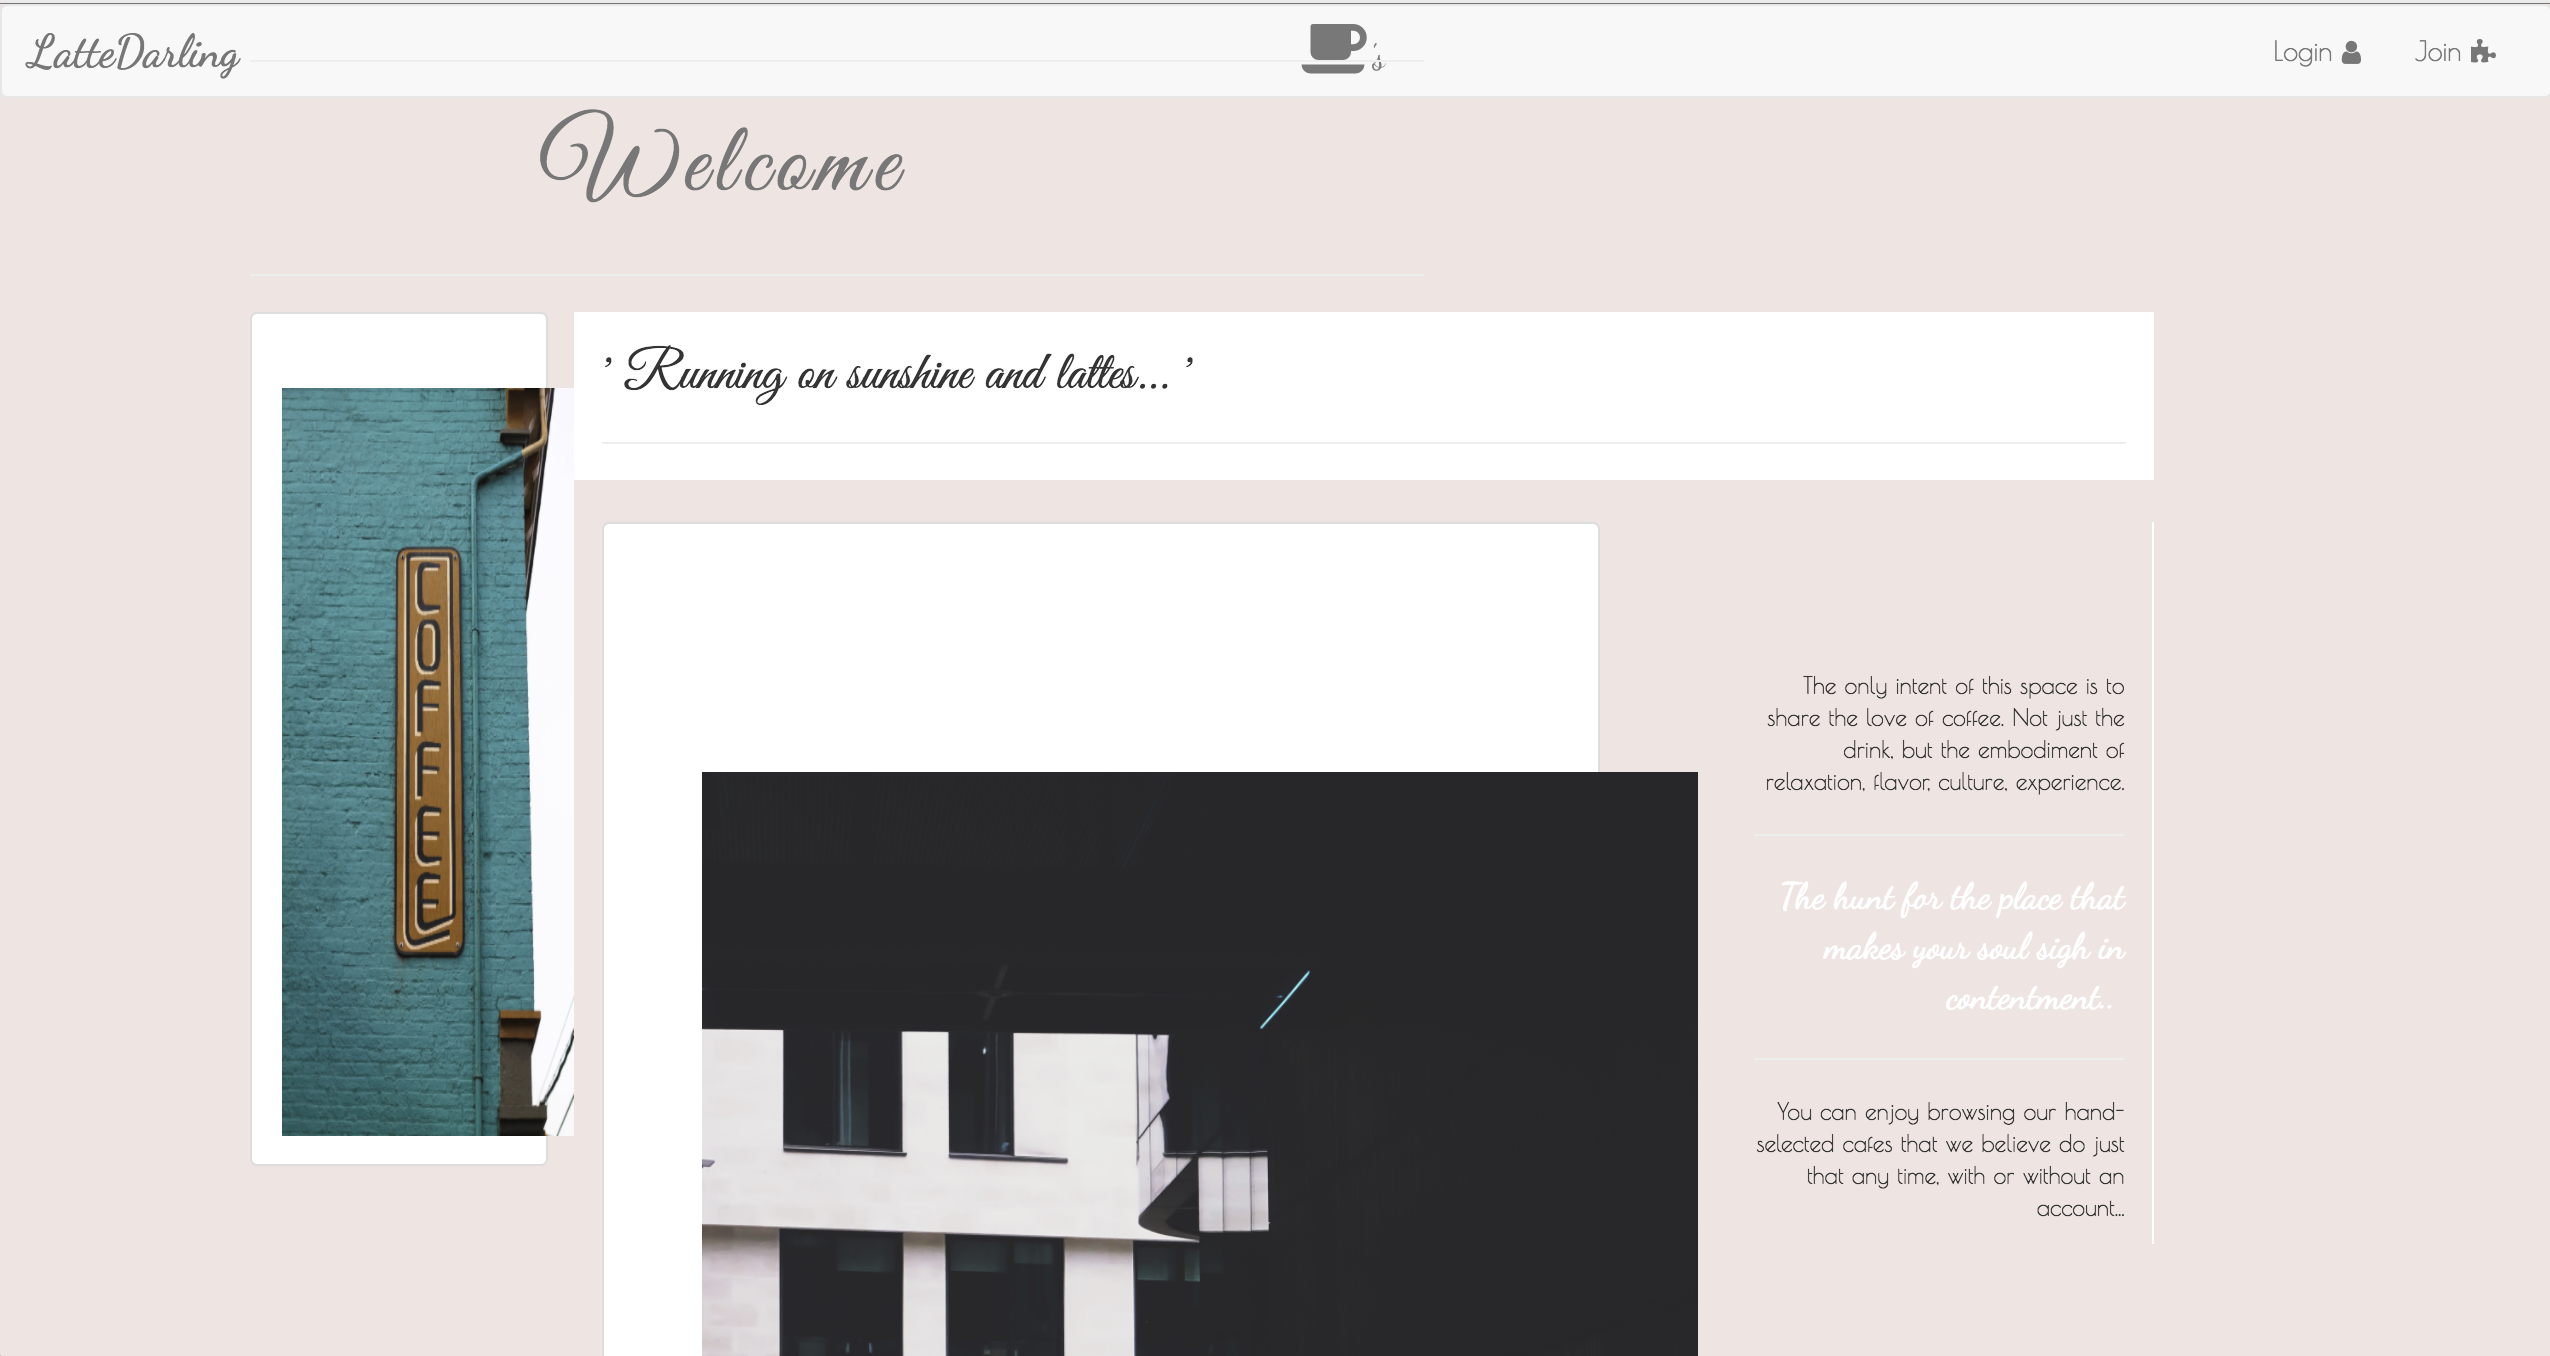 LatteDarling
's
Login
Join
Welcome
' Running on sunshine and lattes... '
COFFEE
The only intent of this space is to
share the love of coffee. Not just the
drink, but the embodiment of
relaxation, flavor, culture, experience.
The hunt for the place that
makes your soul sigh in
contentment..
You can enjoy browsing our hand-
selected cafes that we believe do just
that any time, with or without an
account...